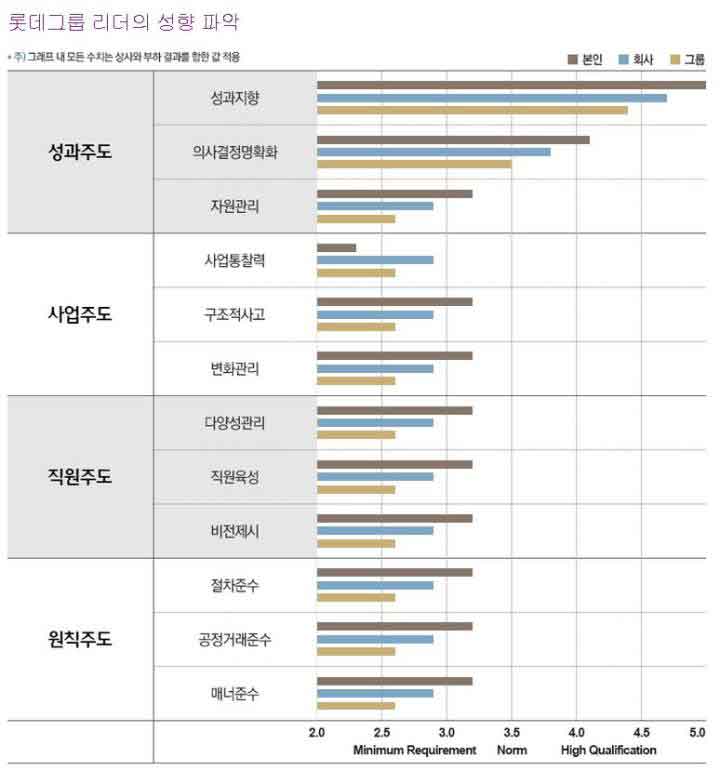 롯데그룹 리더의 성향 파악
* 주) 그래프 내 모든 수치는 상사와 부하 결과를 합한 값 적용
본인 회사 그룹
성과주도
성과지향
의사결정명확화
자원관리
사업주도
사업통찰력
구조적사고
변화관리
직원주도
다양성관리
직원육성
비전제시
원칙주도
절차준수
공정거래준수
매너준수
2.0 2.5 3.0 3.5 4.0 4.5 5.0
Minimum Requirement Norm High Qualification